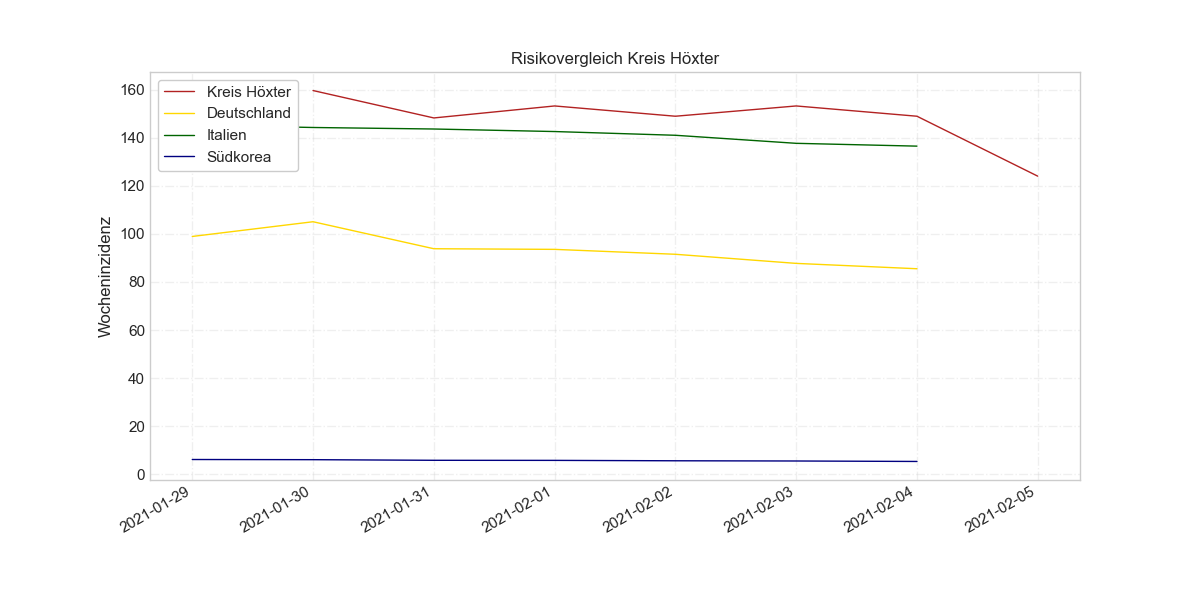 Risikovergleich Kreis Höxter
Kreis Höxter
Deutschland
Italien
Südkorea
Wocheninzidenz
160
140
120
100
80
60
40
20
0
2021-01-29
2021-01-30
2021-01-31
2021-02-01
2021-02-02
2021-02-03
2021-02-04
2021-02-05